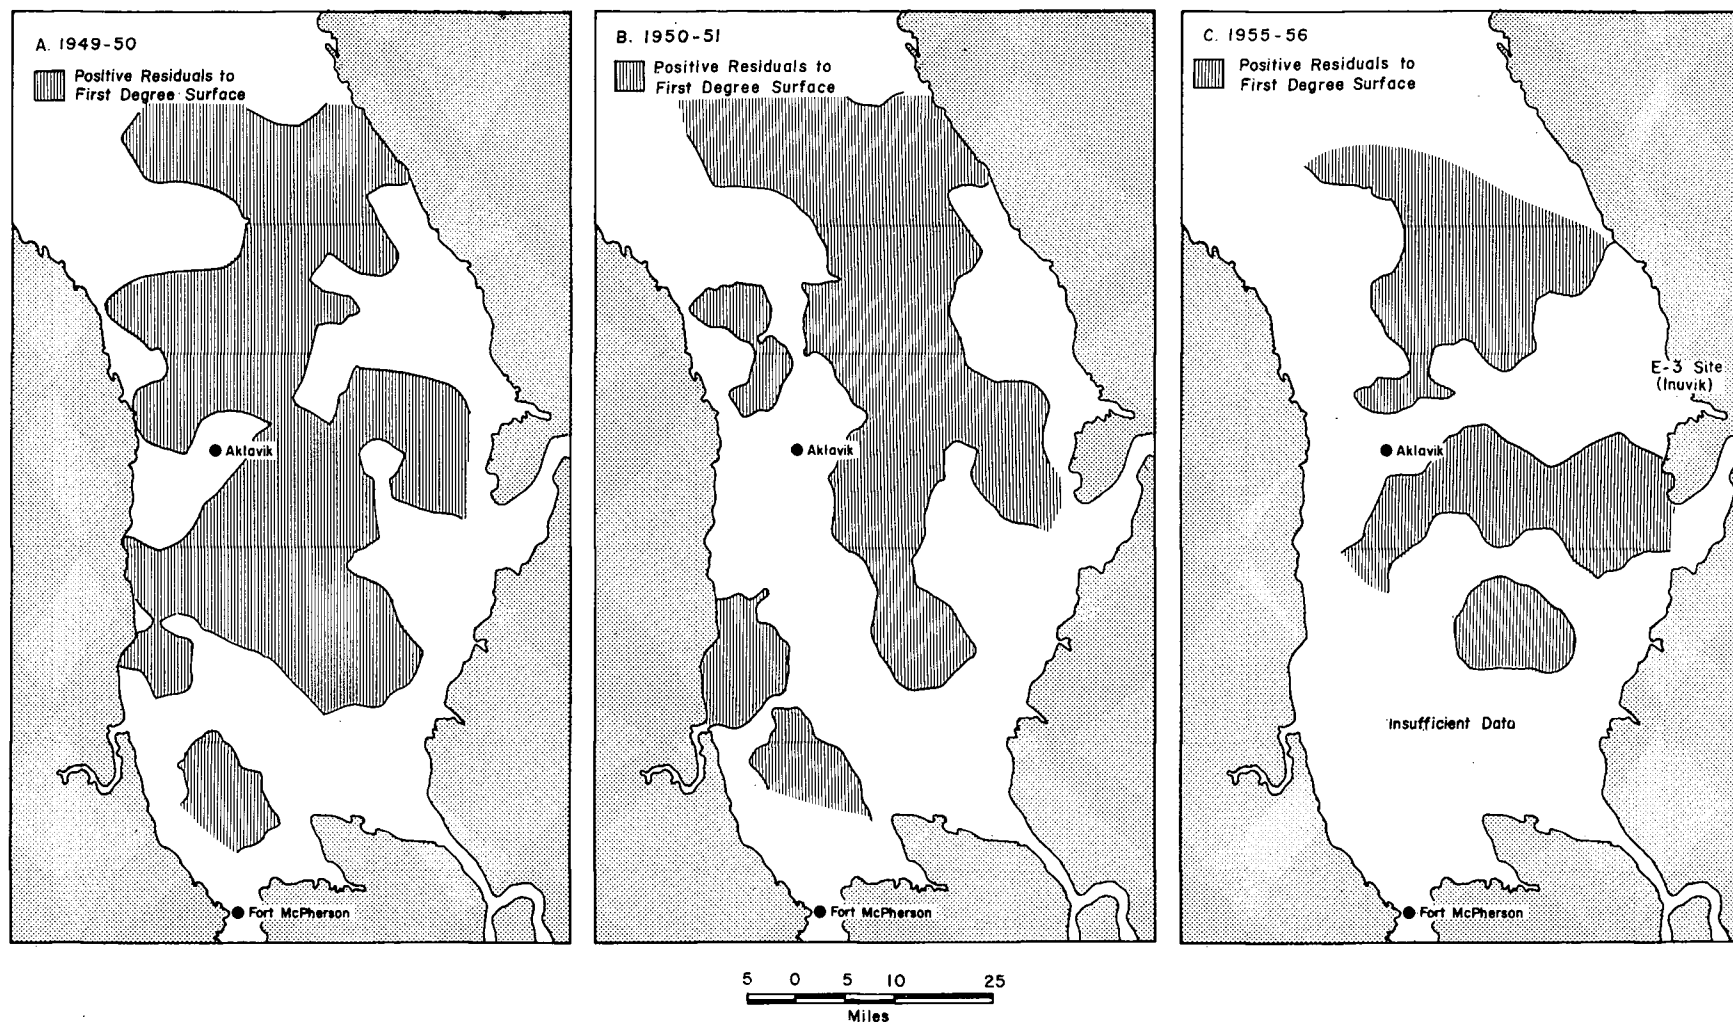 A. 1949-50
Positive Residuals to
First Degree Surface
Aklavik
Fort McPherson
B. 1950-51
Positive Residuals to
First Degree Surface
Aklavik
Fort McPherson
C. 1955-56
Positive Residuals to
First Degree Surface
E-3 Site
(Inuvik)
Aklavik
Insufficient Data
Fort McPherson
5 0 5 10 25
Miles